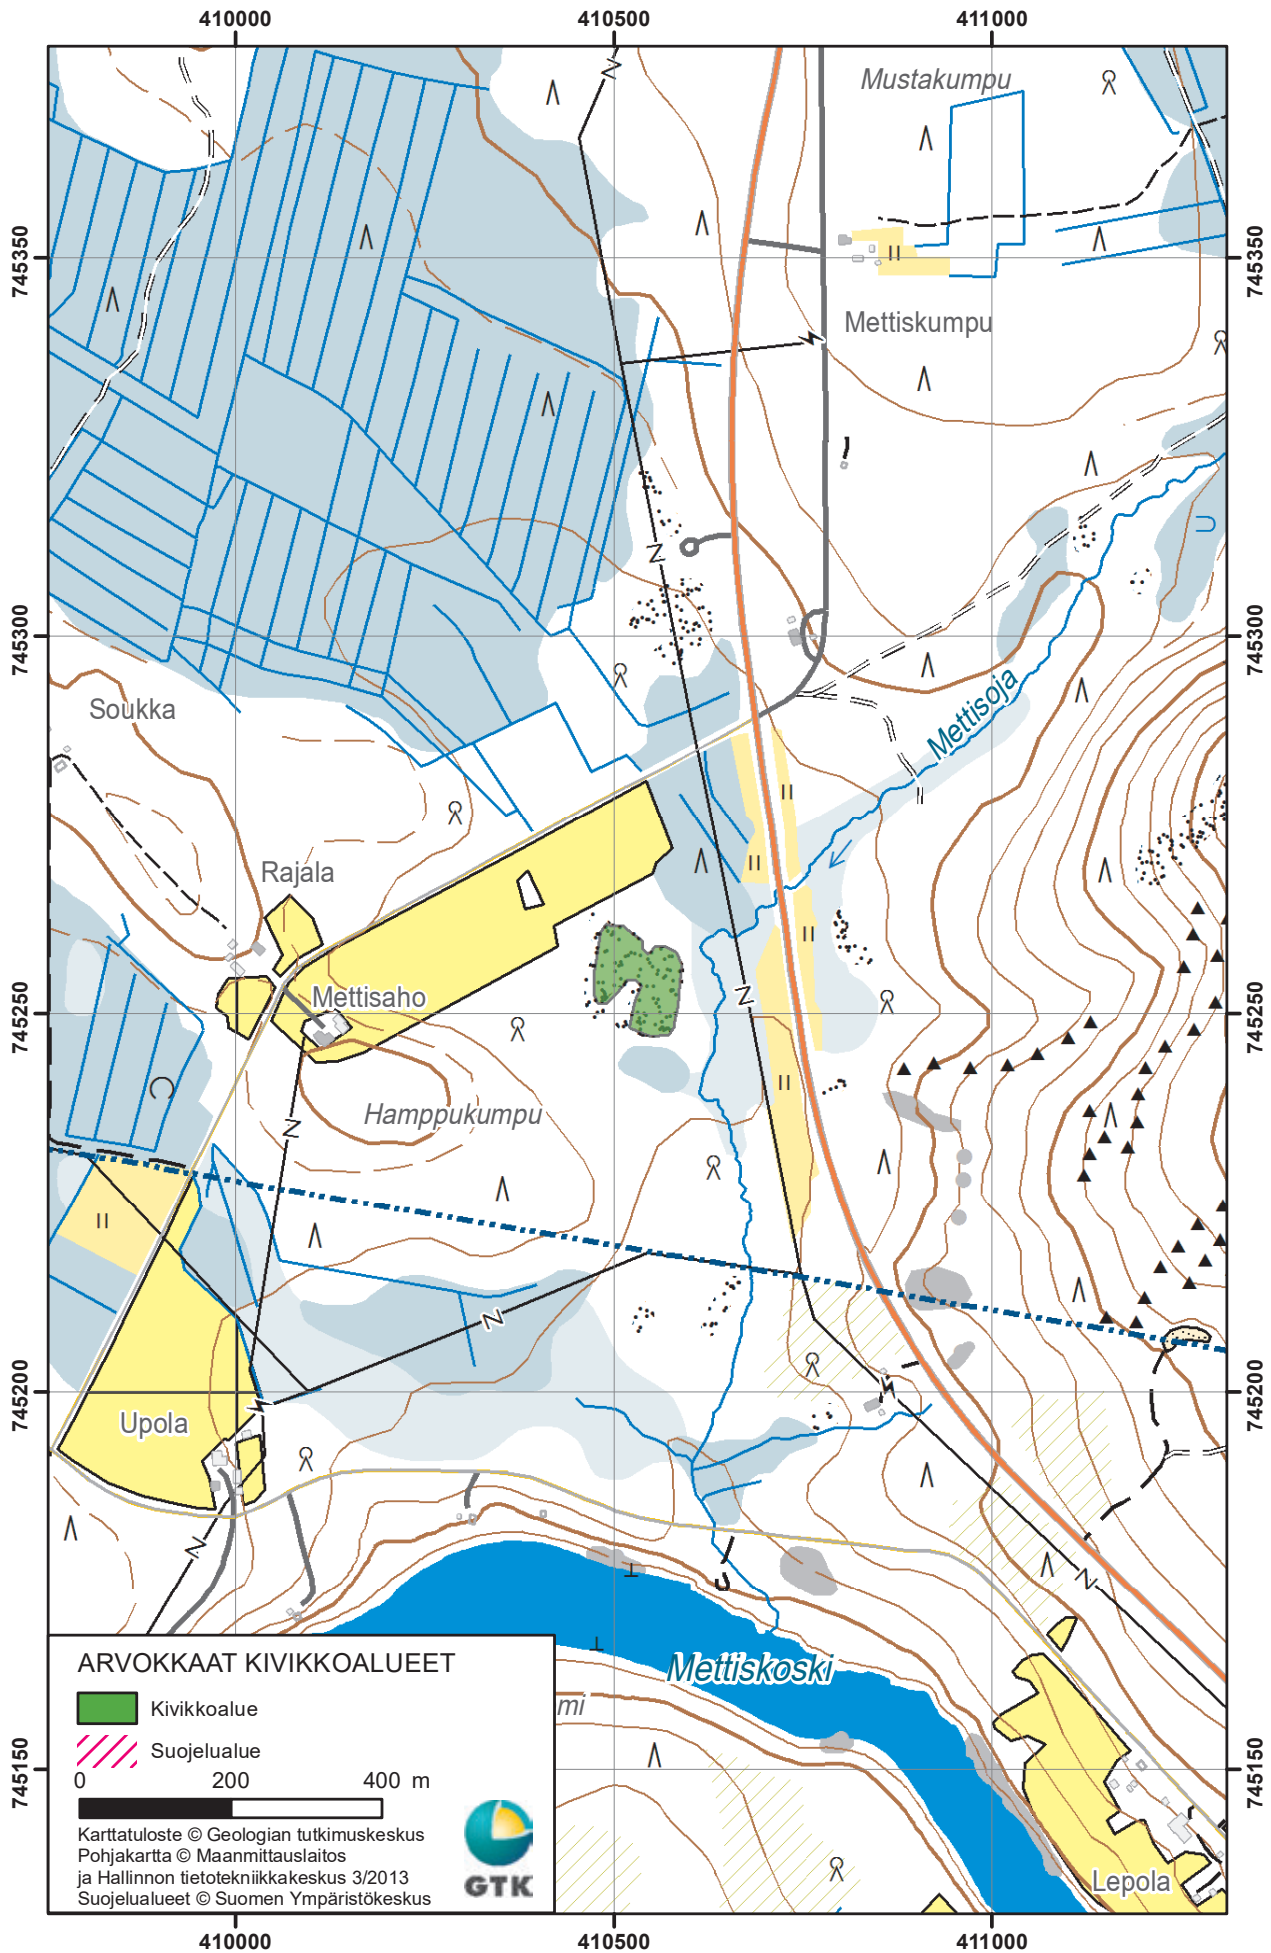 410000
410500
411000
Mustakumpu
745350
745350
Mettiskumpu
745300
745300
Soukka
Mettisoja
Rajala
Mettisaho
745250
745250
Hamppukumpu
745200
745200
Upola
ARVOKKAAT KIVIKKOALUEET
Kivikkoalue
Suojelualue
0 200 400 m
Karttatuloste © Geologian tutkimuskeskus
Pohjakartta © Maanmittauslaitos
ja Hallinnon tietotekniikkakeskus 3/2013
Suojelualueet © Suomen Ympäristökeskus
GTK
Mettiskoski
mi
745150
745150
Lepola
410000
410500
411000